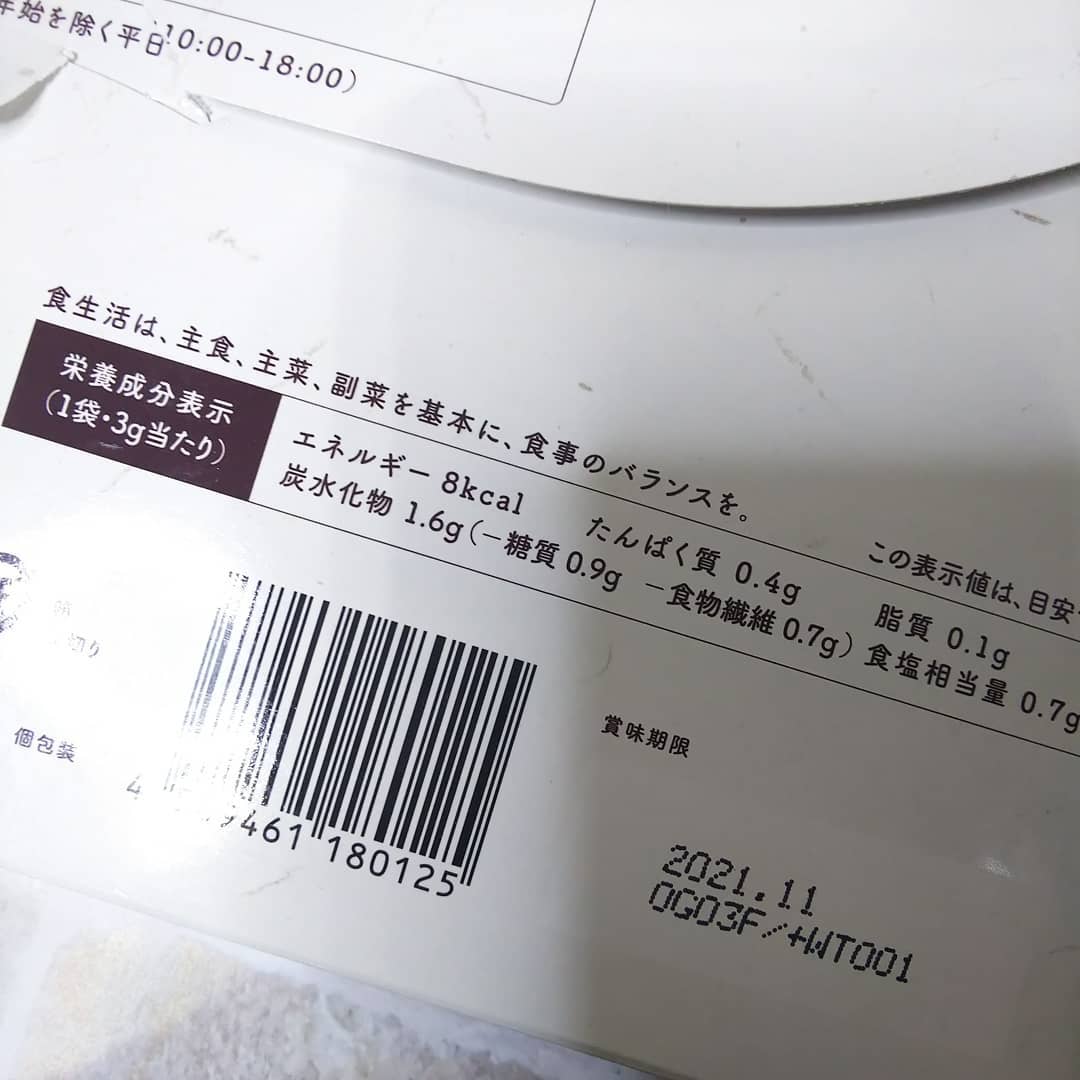 年始を除く平日10:00-18:00）
食生活は、主食、主菜、副菜を基本に、食事のバランスを。
栄養成分表示
（1袋・3g当たり）
この表示値は、目安
エネルギー 8kcal たんぱく質 0.4g 脂質 0.1g
炭水化物 1.6g（－糖質 0.9g －食物繊維 0.7g）食塩相当量 0.7g
切り
個包装
461 180125
賞味期限
2021.11
0G03F/+WT001